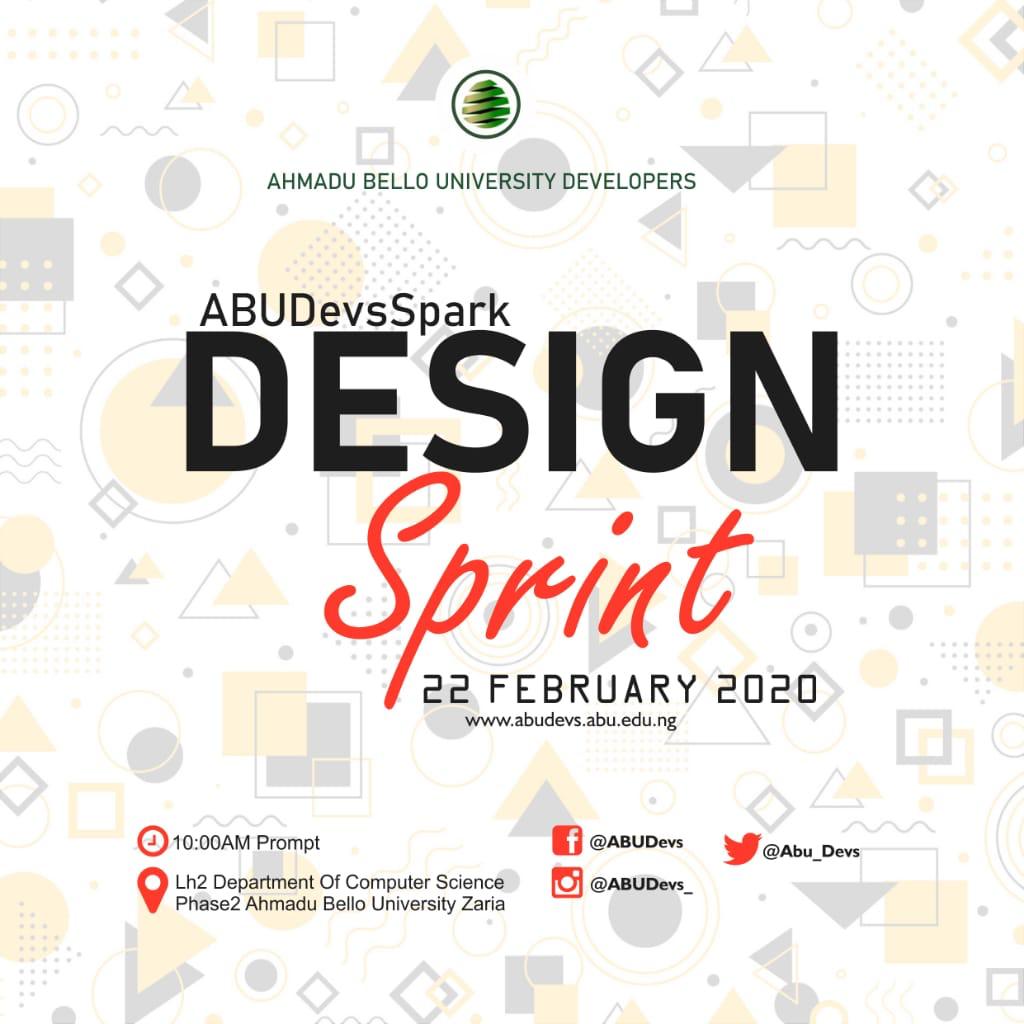 AHMADU BELLO UNIVERSITY DEVELOPERS
ABUDevsSpark
DESIGN
Sprint
22 FEBRUARY 2020
www.abudevs.abu.edu.ng
10:00AM Prompt
Lh2 Department Of Computer Science
Phase2 Ahmadu Bello University Zaria
@ABUDevs
@Abu_Devs
@ABUDevs_